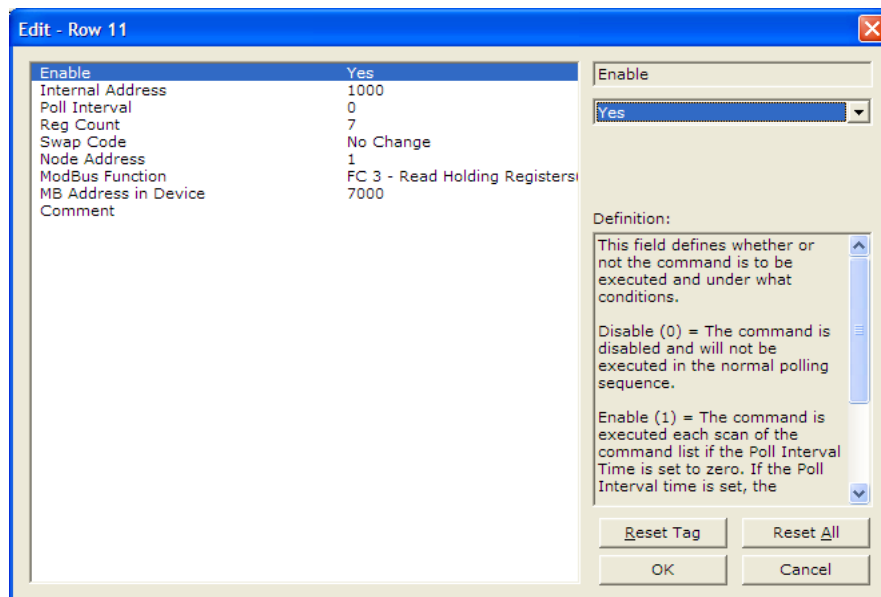 Edit - Row 11
Enable Yes
Internal Address 1000
Poll Interval 0
Reg Count 7
Swap Code No Change
Node Address 1
ModBus Function FC 3 - Read Holding Registers(
MB Address in Device 7000
Comment
Enable
Yes
Definition:
This field defines whether or
not the command is to be
executed and under what
conditions.
Disable (0) = The command is
disabled and will not be
executed in the normal polling
sequence.
Enable (1) = The command is
executed each scan of the
command list if the Poll Interval
Time is set to zero. If the Poll
Interval time is set, the
Reset Tag Reset All
OK Cancel